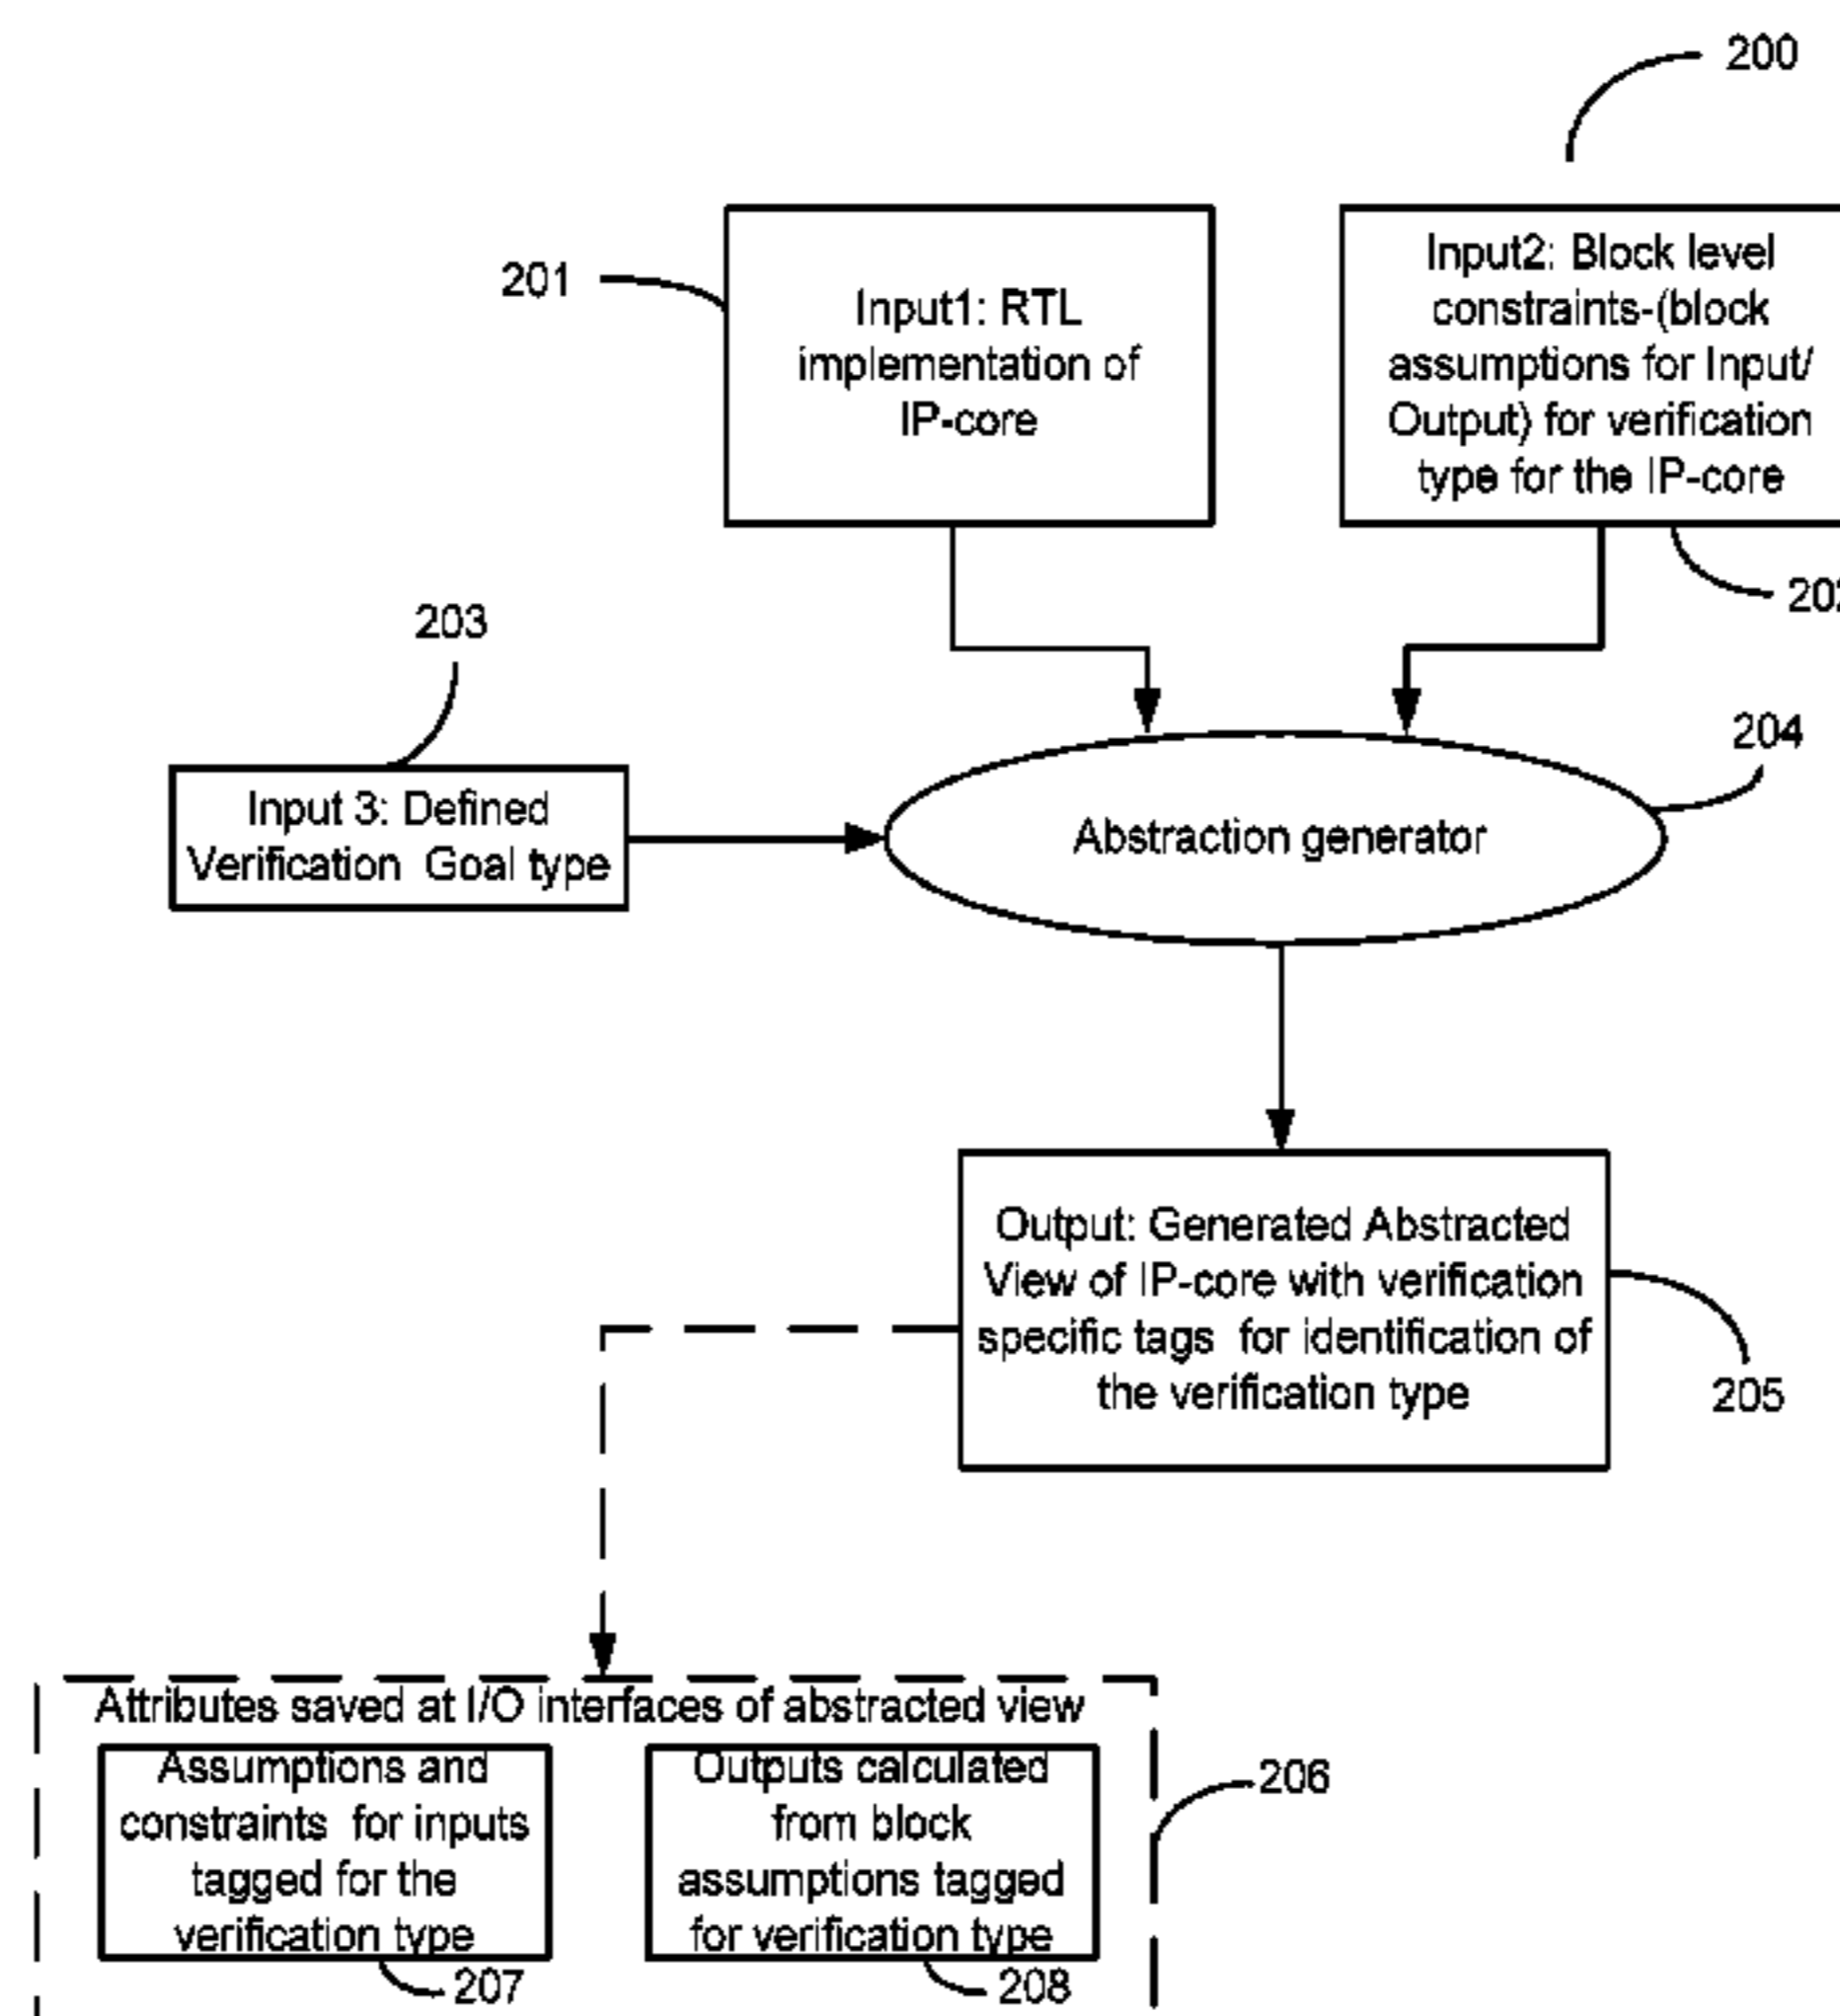 200
201
Input1: RTL
implementation of
IP-core
Input2: Block level
constraints-(block
assumptions for Input/
Output) for verification
type for the IP-core
203
Input 3: Defined
Verification Goal type
204
Abstraction generator
Output: Generated Abstracted
View of IP-core with verification
specific tags for identification of
the verification type
205
Attributes saved at I/O interfaces of abstracted view
Assumptions and
constraints for inputs
tagged for the
verification type
Outputs calculated
from block
assumptions tagged
for verification type
206
207
208